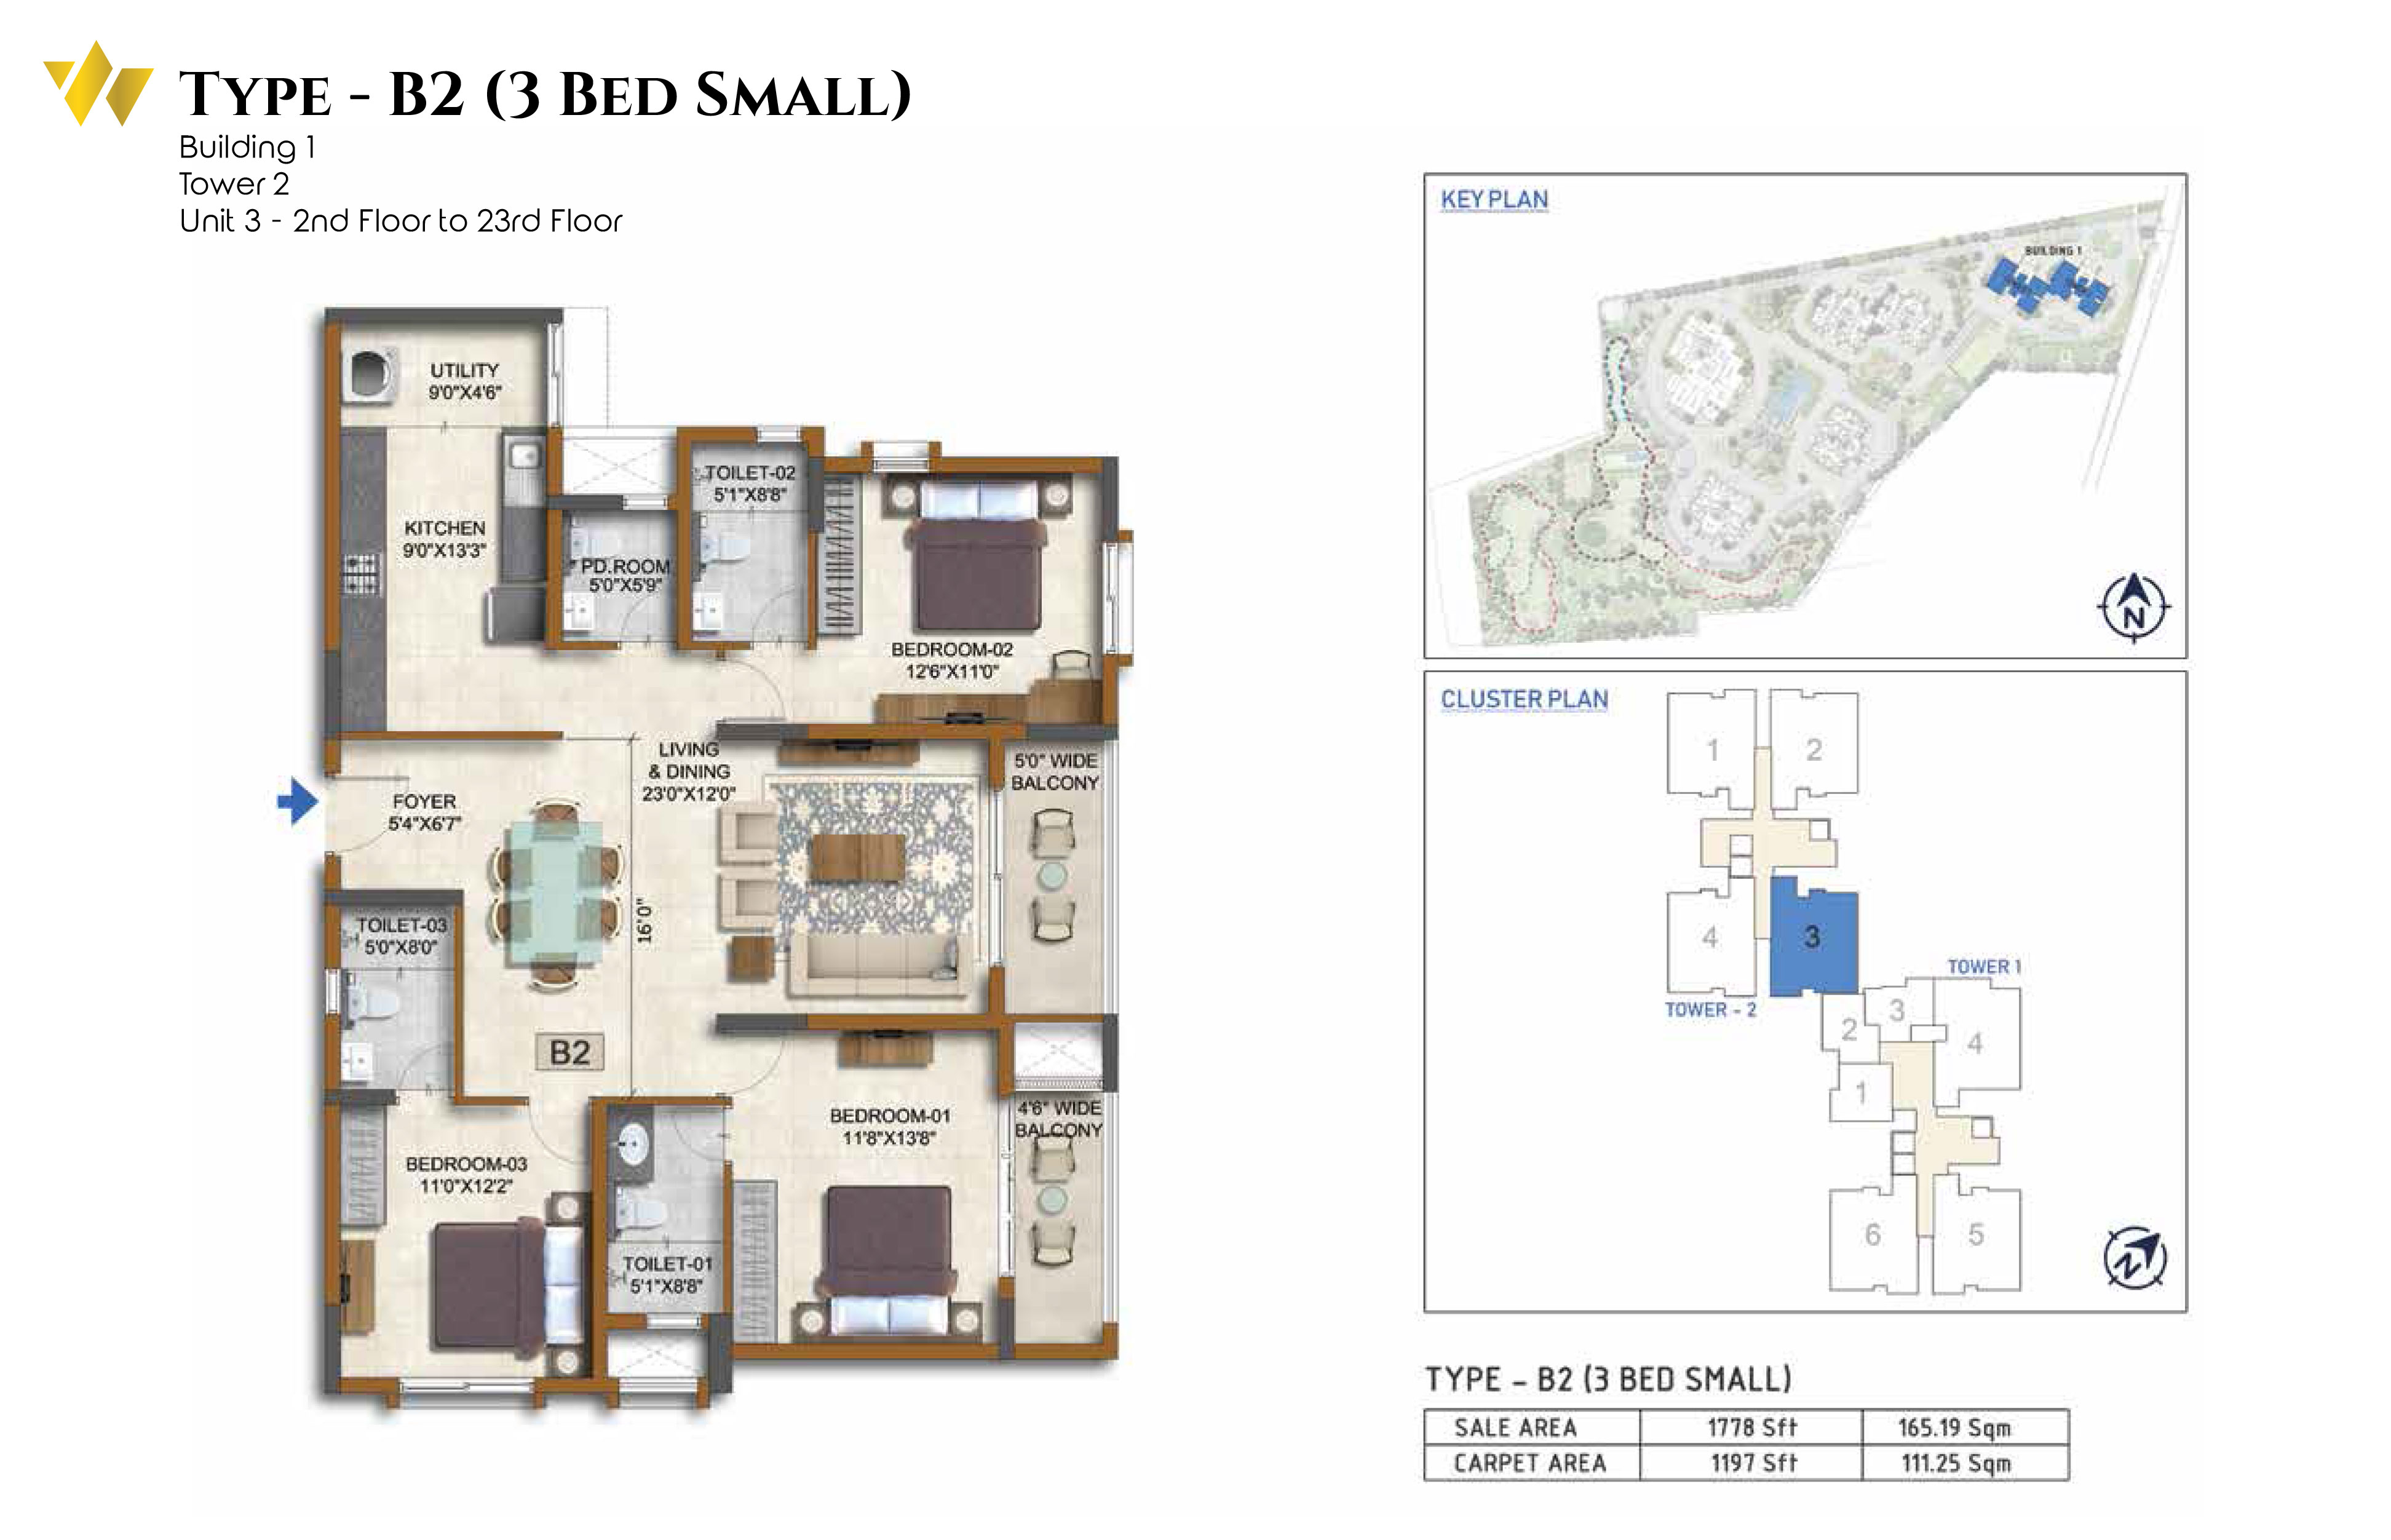 TYPE - B2 (3 BED SMALL)
Building 1
Tower 2
Unit 3 - 2nd Floor to 23rd Floor
UTILITY
9'0"X4'6"
KITCHEN
9'0"X13'3"
PD.ROOM
5'0"X5'9"
TOILET-02
5'1"X8'8"
BEDROOM-02
12'6"X11'0"
LIVING
& DINING
23'0"X12'0"
5'0" WIDE
BALCONY
FOYER
5'4"X6'7"
16'0"
TOILET-03
5'0"X8'0"
B2
BEDROOM-03
11'0"X12'2"
TOILET-01
5'1"X8'8"
BEDROOM-01
11'8"X13'8"
4'6" WIDE
BALCONY
KEY PLAN
BUILDING 1
N
CLUSTER PLAN
1
2
4
3
TOWER - 2
TOWER 1
3
2
4
1
6
5
N
TYPE - B2 (3 BED SMALL)
SALE AREA 1778 Sft 165.19 Sqm
CARPET AREA 1197 Sft 111.25 Sqm